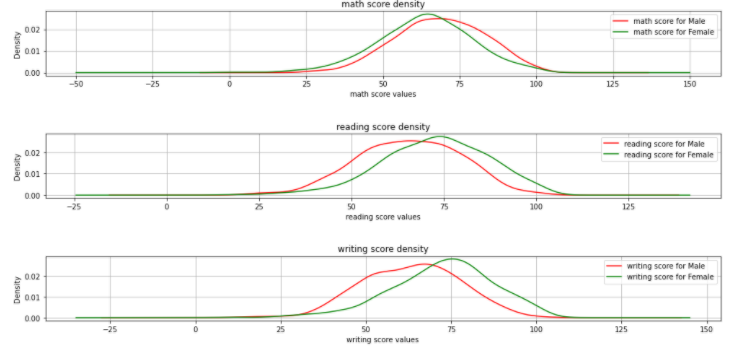 math score density
Density
0.02
0.00
math score for Male
math score for Female
−50 −25 0 25 50 75 100 125 150
math score values
reading score density
Density
0.02
0.01
0.00
reading score for Male
reading score for Female
−25 0 25 50 75 100 125
reading score values
writing score density
Density
0.02
0.01
0.00
writing score for Male
writing score for Female
−25 0 25 50 75 100 125 150
writing score values